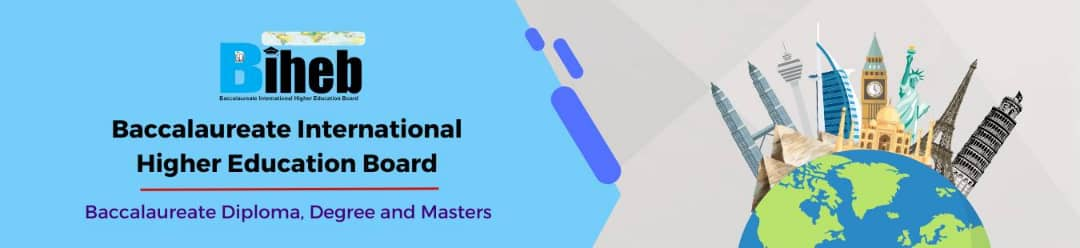 Biheb
Baccalaureate International Higher Education Board
Baccalaureate International
Higher Education Board
Baccalaureate Diploma, Degree and Masters